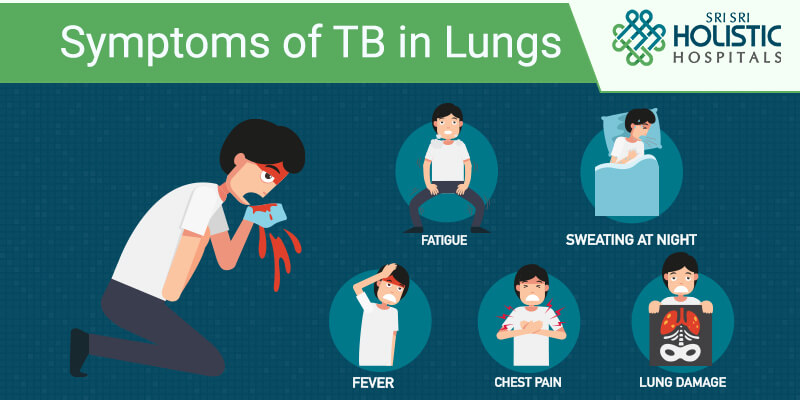 Symptoms of TB in Lungs
SRI SRI
HOLISTIC
HOSPITALS
FATIGUE
SWEATING AT NIGHT
FEVER
CHEST PAIN
LUNG DAMAGE